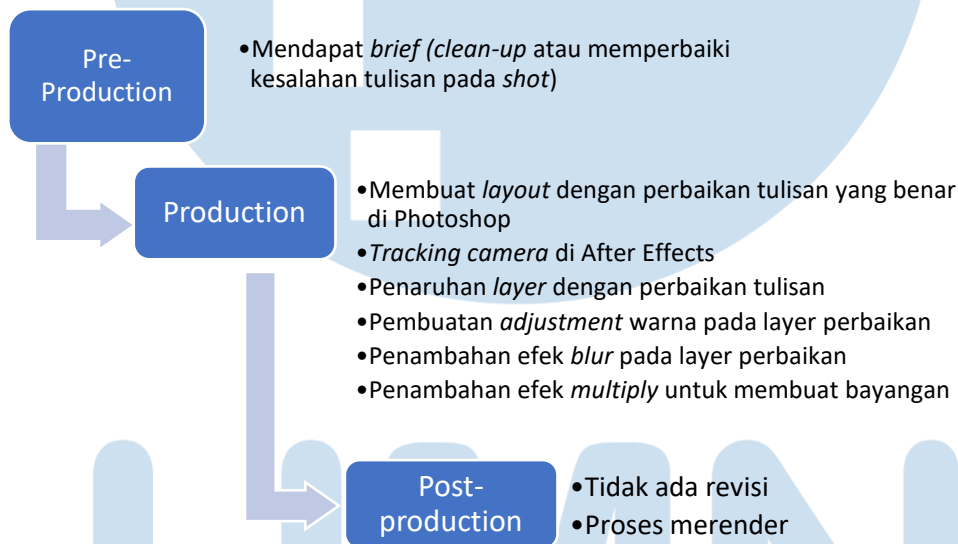 Pre-
Production
•Mendapat brief (clean-up atau memperbaiki
kesalahan tulisan pada shot)
Production
•Membuat layout dengan perbaikan tulisan yang benar
di Photoshop
•Tracking camera di After Effects
•Penaruhan layer dengan perbaikan tulisan
•Pembuatan adjustment warna pada layer perbaikan
•Penambahan efek blur pada layer perbaikan
•Penambahan efek multiply untuk membuat bayangan
Post-
production
•Tidak ada revisi
•Proses merender